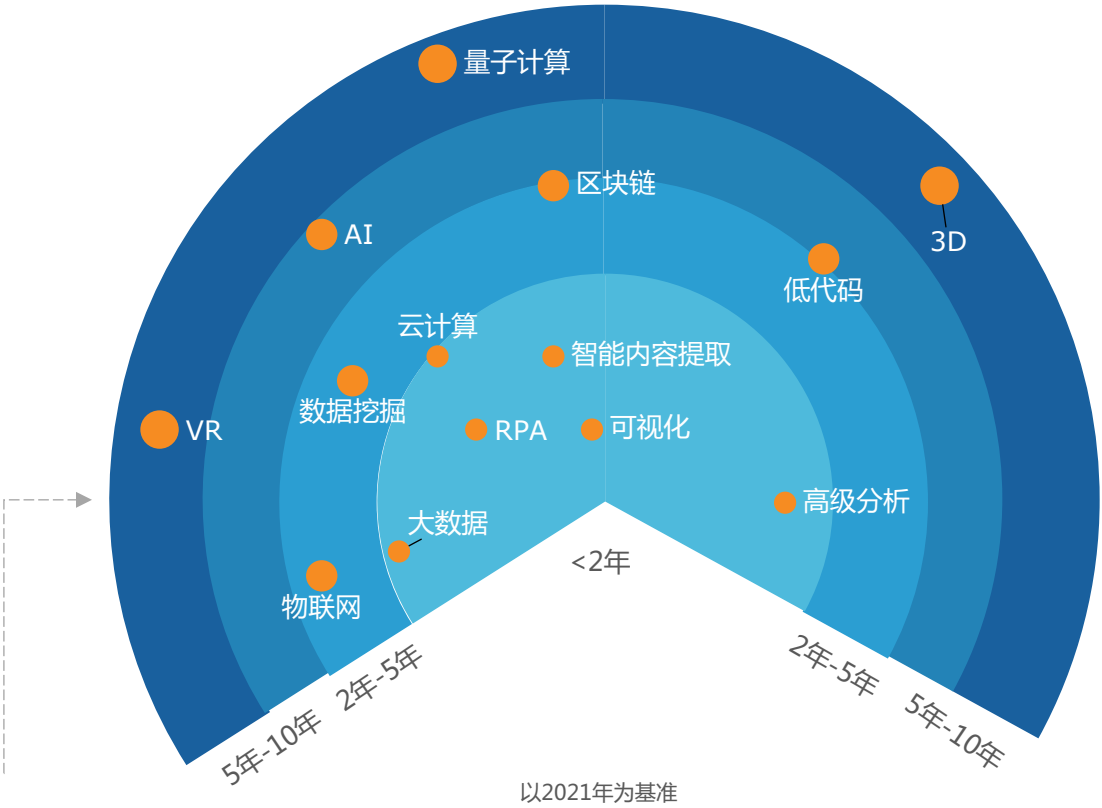 量子计算
区块链
3D
AI
低代码
云计算
智能内容提取
数据挖掘
VR
RPA
可视化
高级分析
大数据
<2年
物联网
2年-5年
2年-5年
5年-10年
5年-10年
以2021年为基准